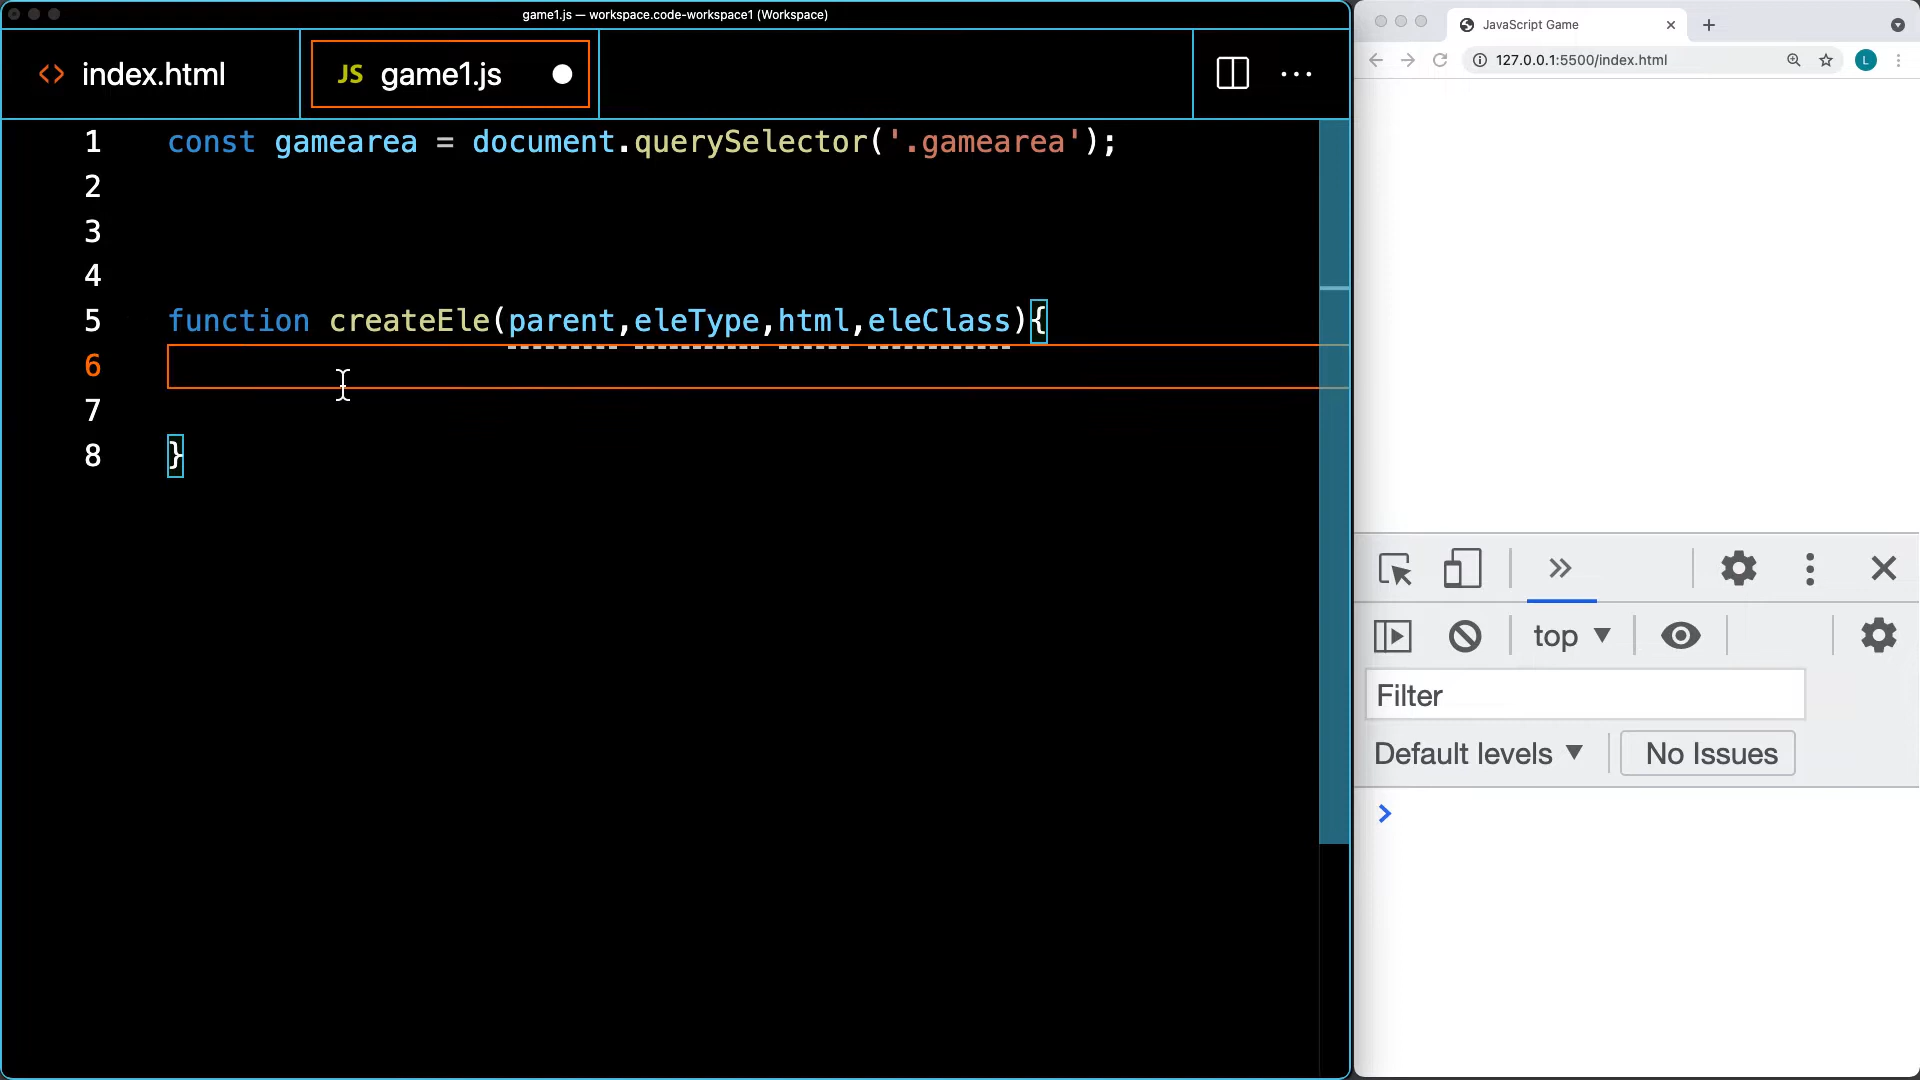 game1.js — workspace.code-workspace1 (Workspace)
<> index.html
JS game1.js
1 const gamearea = document.querySelector('.gamearea');
2
3
4
5 function createEle(parent,eleType,html,eleClass){
6
7
8 }
JavaScript Game
127.0.0.1:5500/index.html
L
top
Filter
Default levels
No Issues